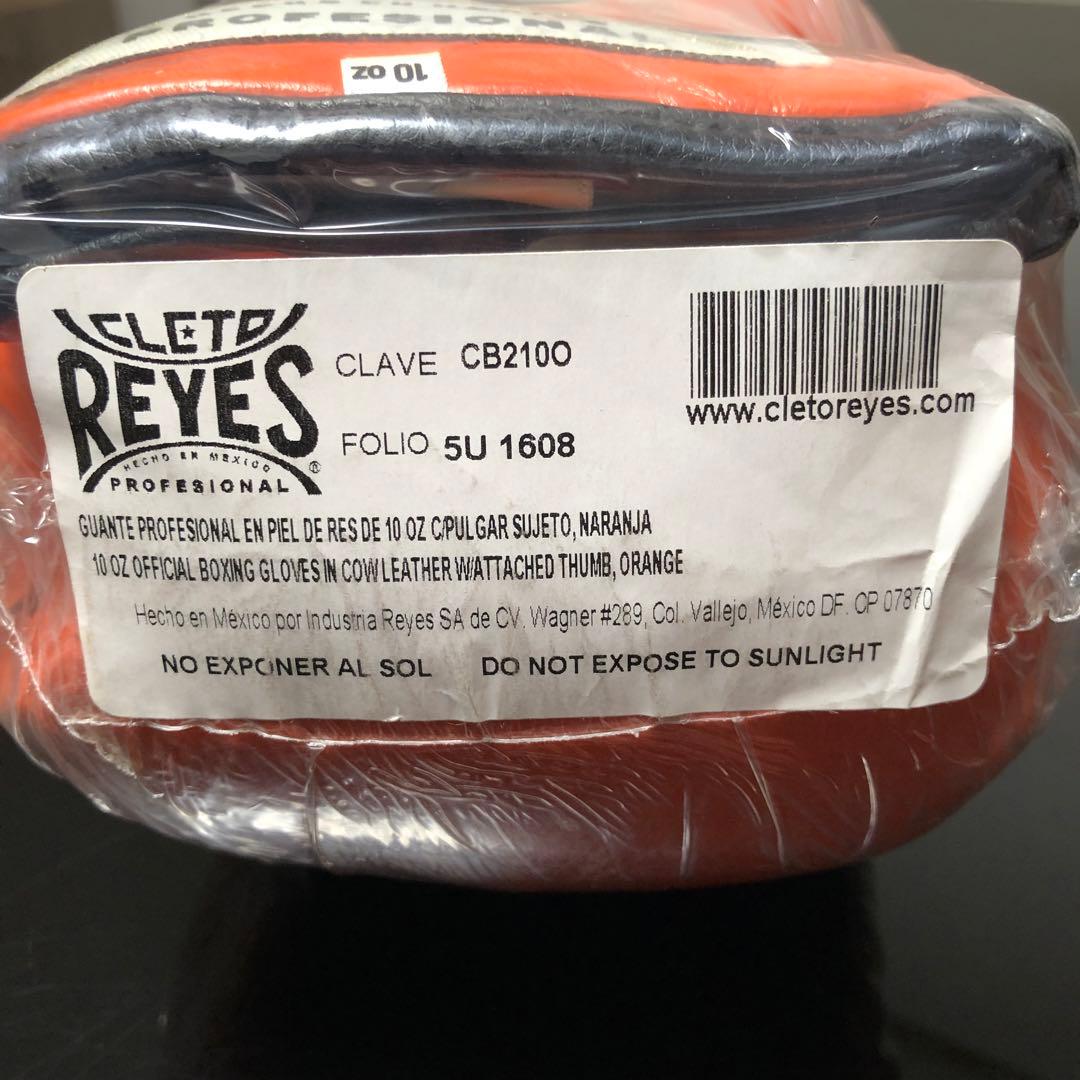 PROFESIONAL
10 oz
CLETO
REYES
HECHO EN MEXICO
®
PROFESIONAL
CLAVE CB210O
FOLIO 5U 1608
www.cletoreyes.com
GUANTE PROFESIONAL EN PIEL DE RES DE 10 OZ C/PULGAR SUJETO, NARANJA
10 OZ OFFICIAL BOXING GLOVES IN COW LEATHER W/ATTACHED THUMB, ORANGE
Hecho en México por Industria Reyes SA de CV. Wagner #289, Col. Vallejo, México DF. CP 07870
NO EXPONER AL SOL DO NOT EXPOSE TO SUNLIGHT